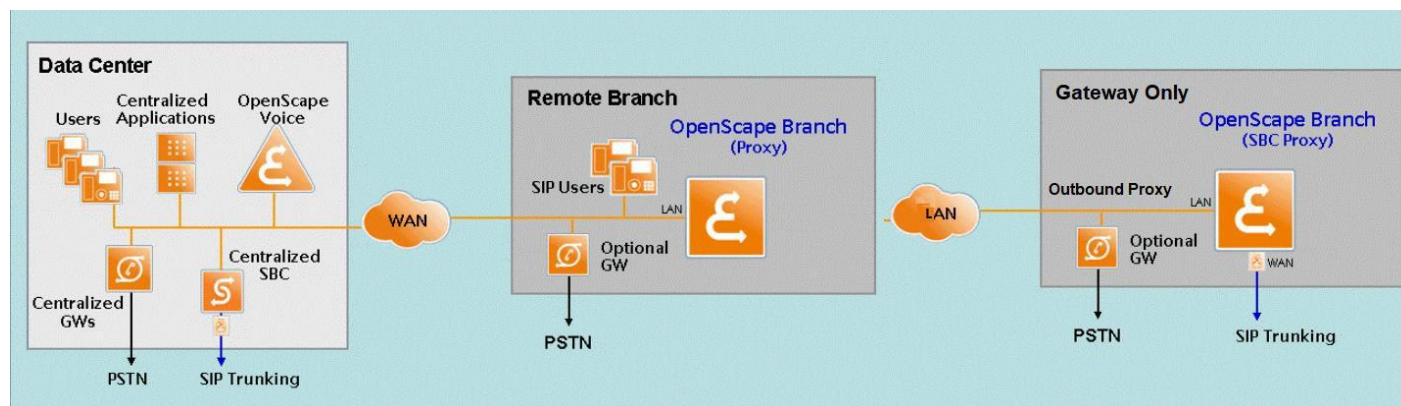 Data Center
Users
Centralized
Applications
OpenScape
Voice
Centralized
GWs
Centralized
SBC
PSTN
SIP Trunking
WAN
Remote Branch
OpenScape Branch
(Proxy)
SIP Users
LAN
Optional
GW
PSTN
LAN
Gateway Only
OpenScape Branch
(SBC Proxy)
Outbound Proxy
LAN
Optional
GW
WAN
PSTN
SIP Trunking